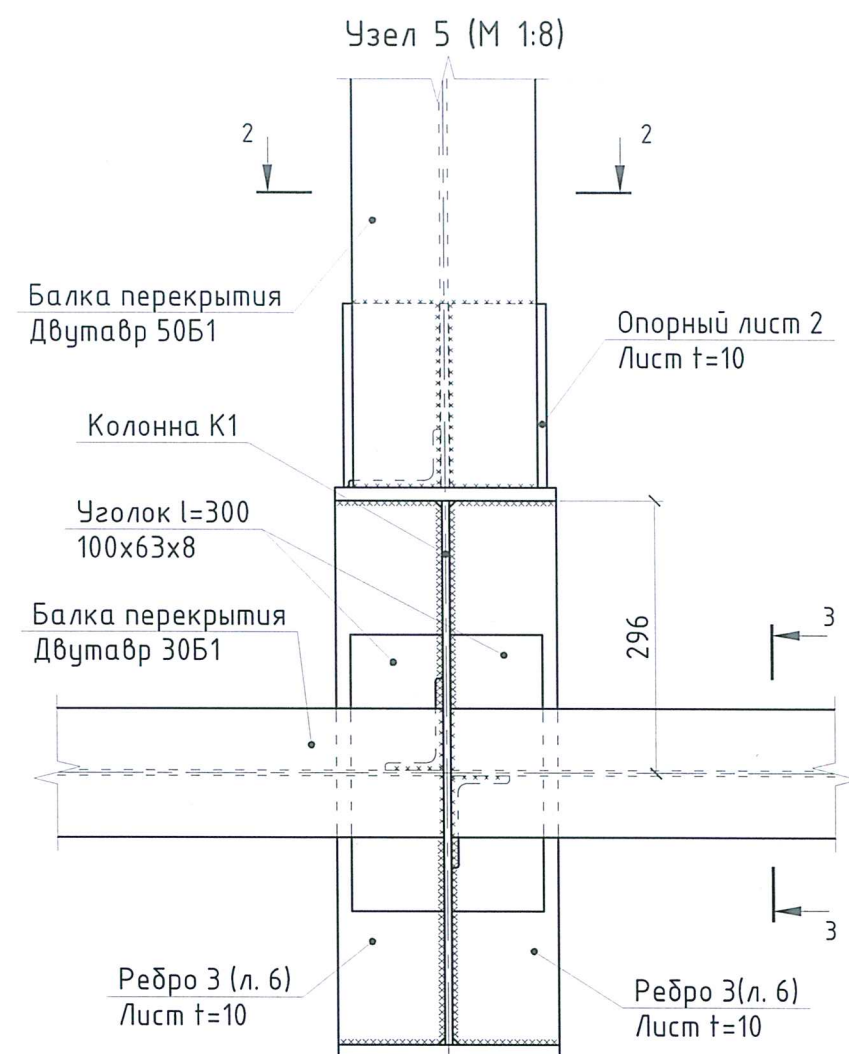 Узел 5 (М 1:8)
2
2
Балка перекрытия
Двутавр 50Б1
Опорный лист 2
Лист t=10
Колонна К1
Уголок l=300
100х63х8
Балка перекрытия
Двутавр 30Б1
296
3
3
Ребро 3 (л. 6)
Лист t=10
Ребро 3(л. 6)
Лист t=10